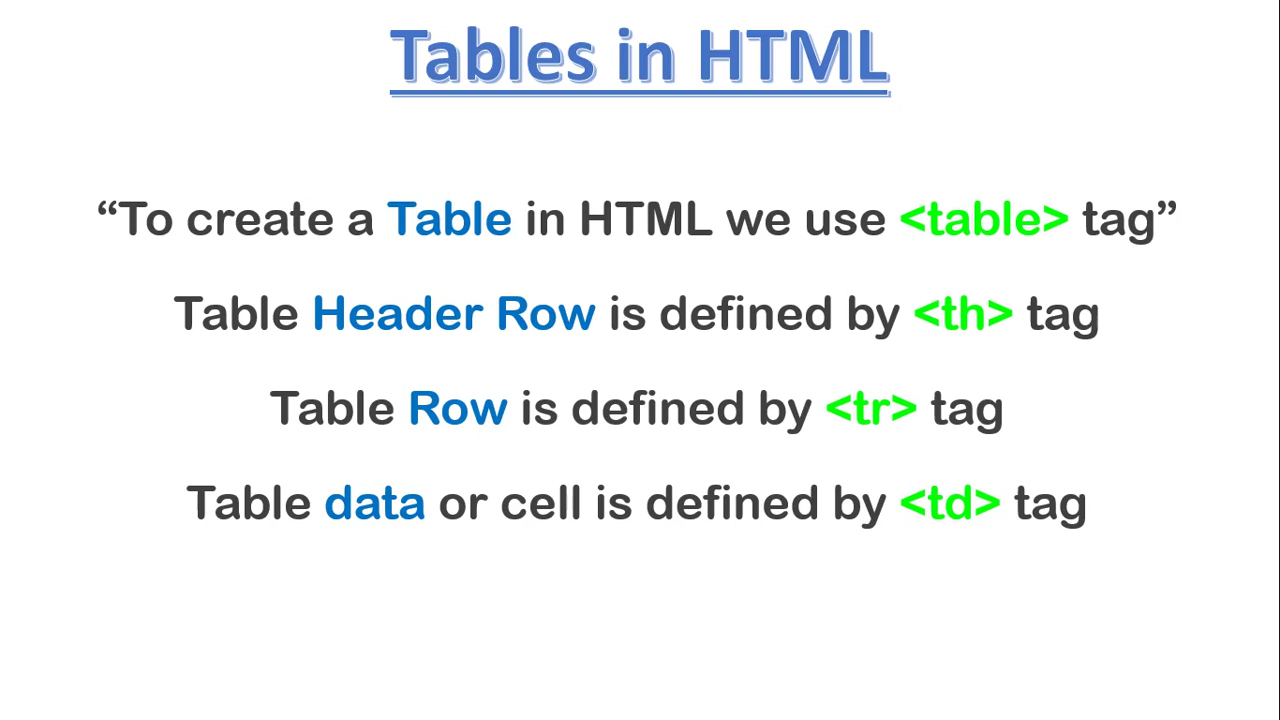 Tables in HTML
“To create a Table in HTML we use <table> tag”
Table Header Row is defined by <th> tag
Table Row is defined by <tr> tag
Table data or cell is defined by <td> tag